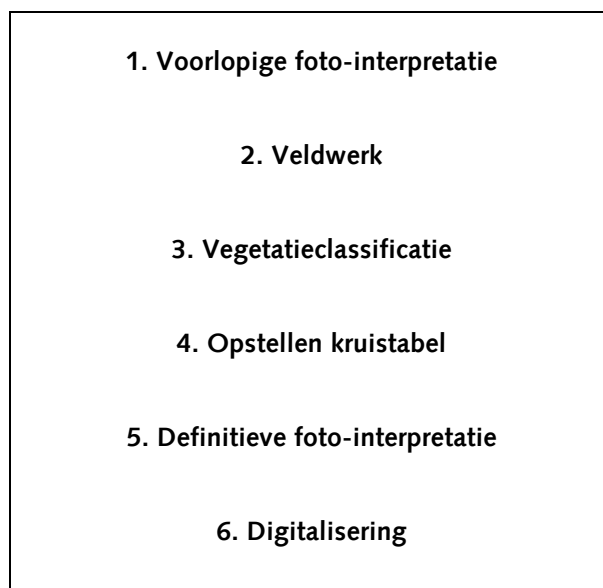 1. Voorlopige foto-interpretatie
2. Veldwerk
3. Vegetatieclassificatie
4. Opstellen kruistabel
5. Definitieve foto-interpretatie
6. Digitalisering